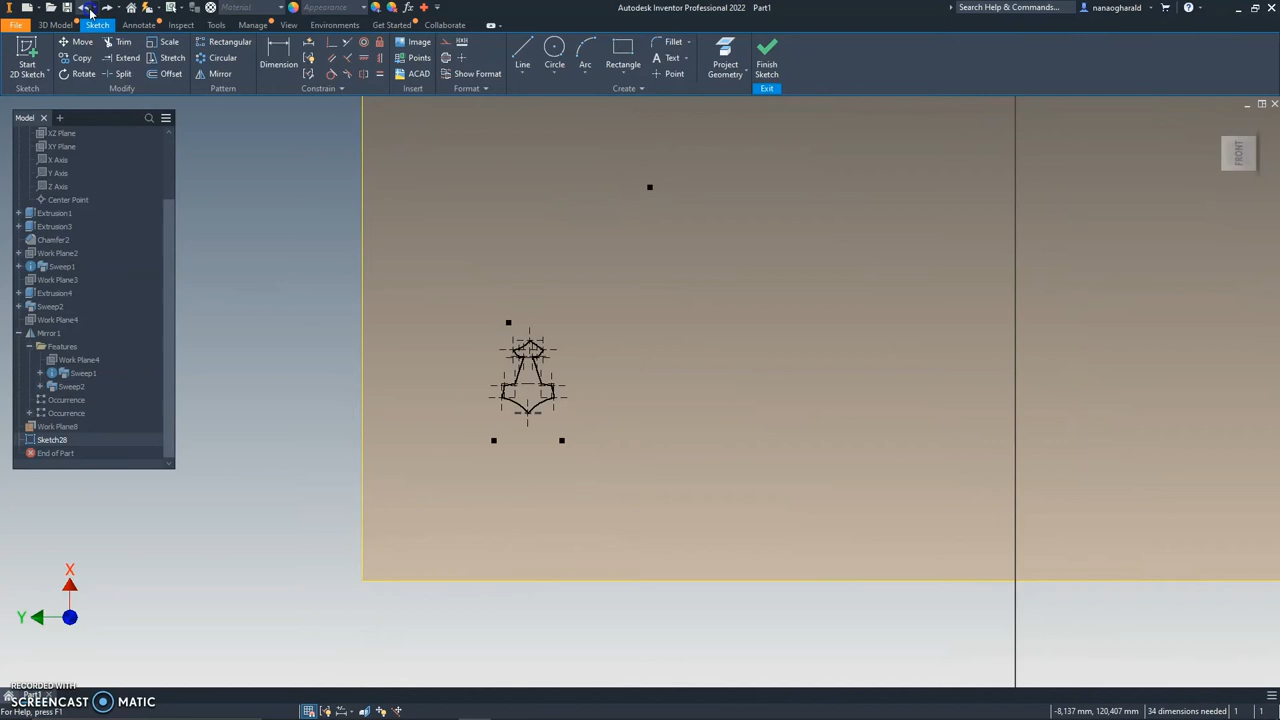 Material
Appearance
Autodesk Inventor Professional 2022 Part1
Search Help & Commands...
nanaogharald
File
3D Model
Sketch
Annotate
Inspect
Tools
Manage
View
Environments
Get Started
Collaborate
Start
2D Sketch
Move
Trim
Scale
Copy
Extend
Stretch
Rotate
Split
Offset
Rectangular
Circular
Mirror
Dimension
Image
Points
ACAD
Show Format
Line
Circle
Arc
Rectangle
Fillet
Text
Point
Project
Geometry
Finish
Sketch
Sketch
Modify
Pattern
Constrain
Insert
Format
Create
Exit
Model
XZ Plane
XY Plane
X Axis
Y Axis
Z Axis
Center Point
Extrusion1
Extrusion3
Chamfer2
Work Plane2
Sweep1
Work Plane3
Extrusion4
Sweep2
Work Plane4
Mirror1
Features
Work Plane4
Sweep1
Sweep2
Occurrence
Occurrence
Work Plane8
Sketch28
End of Part
FRONT
X
Y
RECORDED WITH
SCREENCAST MATIC
Part1
For Help, press F1
-8,137 mm, 120,407 mm
34 dimensions needed
1
1